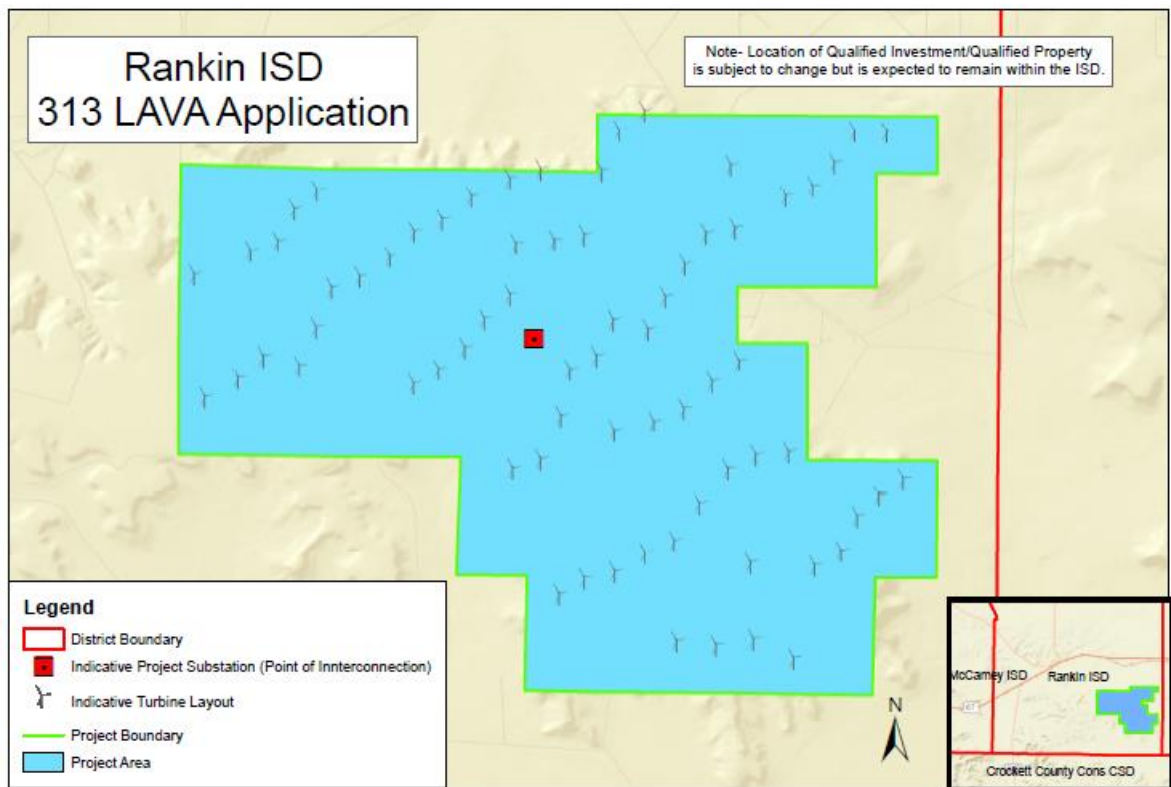 Rankin ISD
313 LAVA Application
Note- Location of Qualified Investment/Qualified Property
is subject to change but is expected to remain within the ISD.
Legend
District Boundary
Indicative Project Substation (Point of Innterconnection)
Indicative Turbine Layout
Project Boundary
Project Area
N
McCamey ISD
Rankin ISD
67
Crockett County Cons CSD